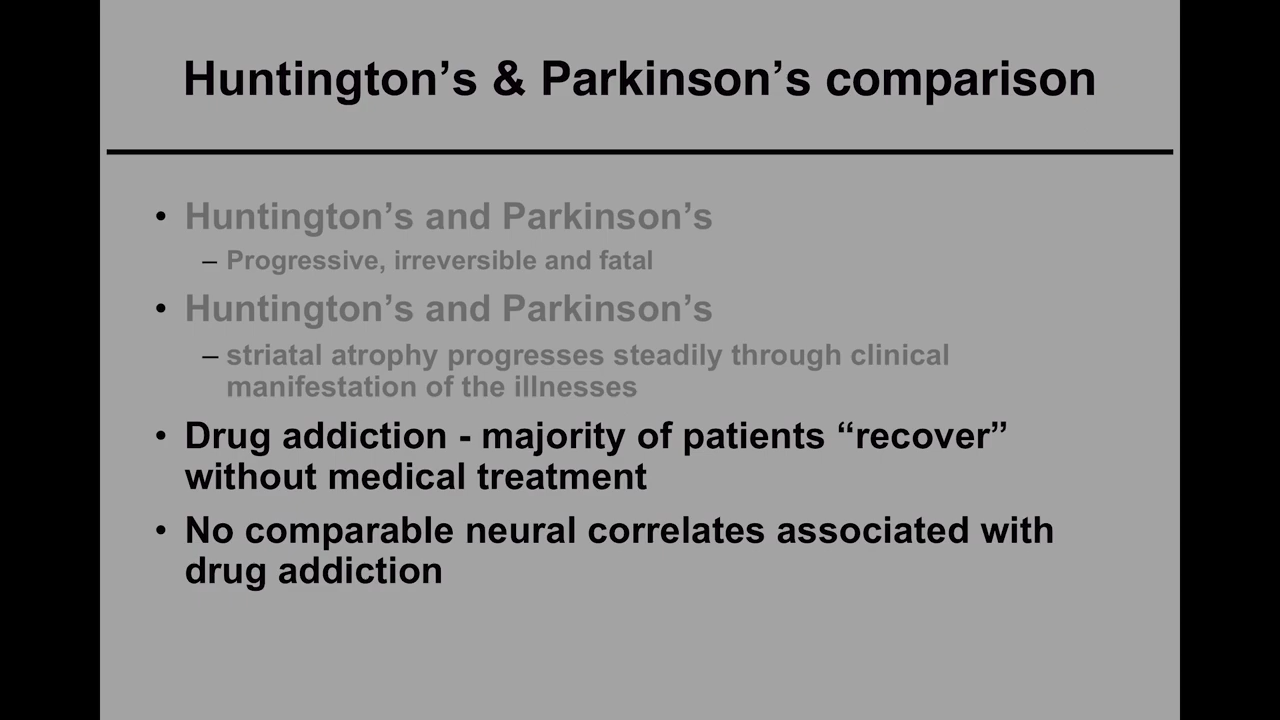 Huntington’s & Parkinson’s comparison
• Huntington’s and Parkinson’s
– Progressive, irreversible and fatal
• Huntington’s and Parkinson’s
– striatal atrophy progresses steadily through clinical
manifestation of the illnesses
• Drug addiction - majority of patients “recover”
without medical treatment
• No comparable neural correlates associated with
drug addiction